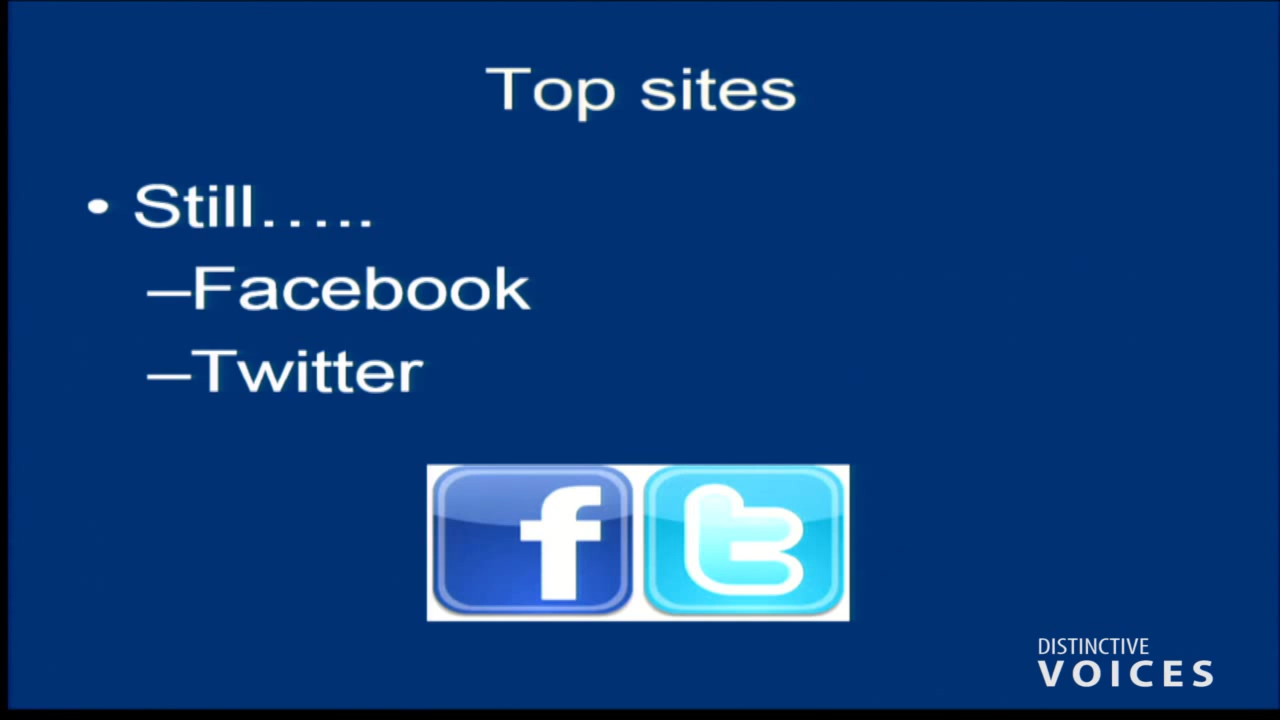 Top sites
• Still…..
–Facebook
–Twitter
f t
DISTINCTIVE
VOICES